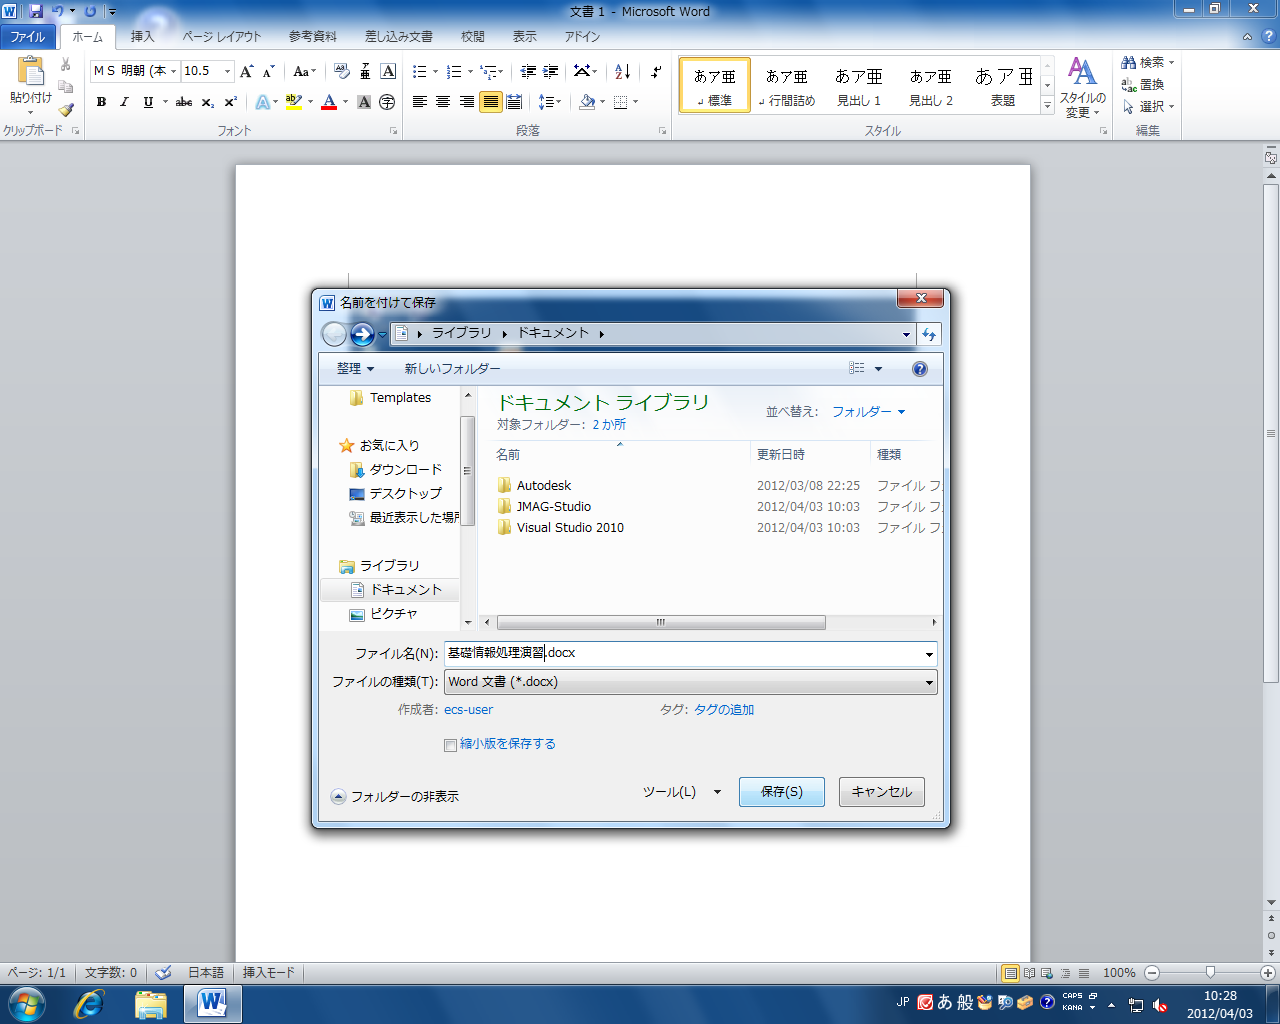 文書 1 - Microsoft Word
ファイル ホーム 挿入 ページ レイアウト 参考資料 差し込み文書 校閲 表示 アドイン
ＭＳ 明朝 (本 10.5 Aa 検索
貼り付け あア亜 あア亜 あア亜 あア亜 あア亜 置換
B I U abc 標準 行間詰め 見出し 1 見出し 2 表題 スタイルの変更 選択
クリップボード フォント 段落 スタイル 編集
名前を付けて保存
ライブラリ ドキュメント
整理 新しいフォルダー
Templates
お気に入り
ダウンロード
デスクトップ
最近表示した場所
ライブラリ
ドキュメント
ピクチャ
ドキュメント ライブラリ
対象フォルダー: 2 か所
並べ替え: フォルダー
名前 更新日時 種類
Autodesk 2012/03/08 22:25 ファイル フ
JMAG-Studio 2012/04/03 10:03 ファイル フ
Visual Studio 2010 2012/04/03 10:03 ファイル フ
ファイル名(N): 基礎情報処理演習.docx
ファイルの種類(T): Word 文書 (*.docx)
作成者: ecs-user タグ: タグの追加
縮小版を保存する
フォルダーの非表示 ツール(L) 保存(S) キャンセル
ページ: 1/1 文字数: 0 日本語 挿入モード 100%
JP あ 般 CAPS KANA 10:28
2012/04/03